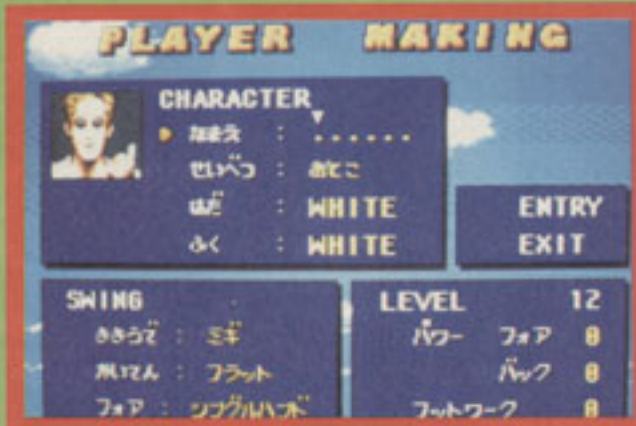 PLAYER MAKING
CHARACTER
なまえ : ......
せいべつ : おとこ
はだ : WHITE
ふく : WHITE
ENTRY
EXIT
SWING :
ききうで : ミギ
かいてん : フラット
フォア : シングルハンド
LEVEL 12
パワー フォア 0
バック 0
フットワーク 0